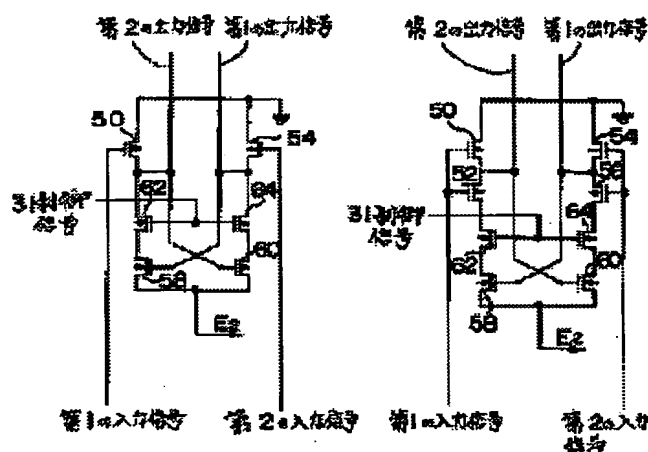 第2の出力信号 第1の出力信号
50
54
62
64
31制御
信号
60
58
E2
第1の入力信号 第2の入力信号
第2の出力信号 第1の出力信号
50
54
52
56
31制御
信号
64
62
60
58
E2
第1の入力信号 第2の入力
信号